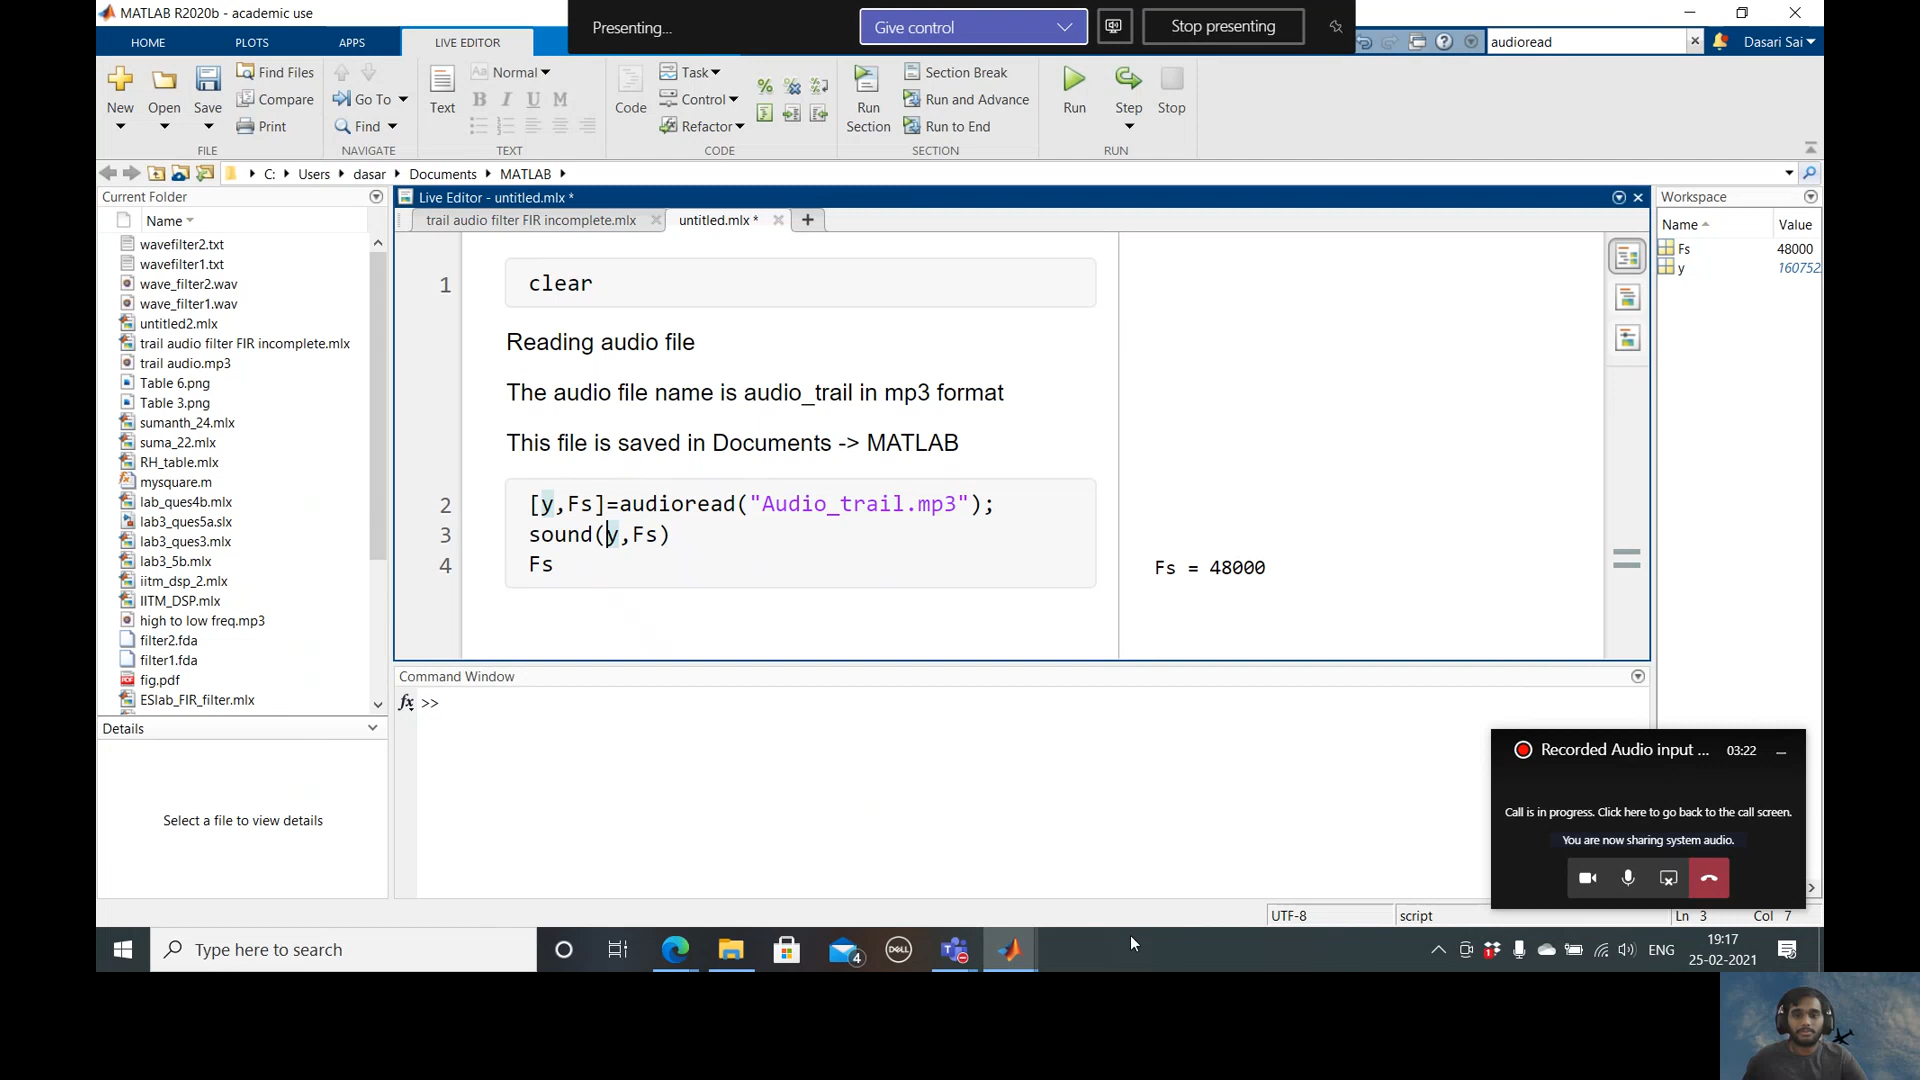 MATLAB R2020b - academic use
Presenting...
Give control
Stop presenting
HOME
PLOTS
APPS
LIVE EDITOR
audioread
Dasari Sai
New
Open
Save
Find Files
Compare
Print
Go To
Find
Text
Aa Normal
B I U M
Code
Task
Control
Refactor
Run Section
Section Break
Run and Advance
Run to End
Run
Step
Stop
FILE
NAVIGATE
TEXT
CODE
SECTION
RUN
C:
Users
dasar
Documents
MATLAB
Current Folder
Name
wavefilter2.txt
wavefilter1.txt
wave_filter2.wav
wave_filter1.wav
untitled2.mlx
trail audio filter FIR incomplete.mlx
trail audio.mp3
Table 6.png
Table 3.png
sumanth_24.mlx
suma_22.mlx
RH_table.mlx
mysquare.m
lab_ques4b.mlx
lab3_ques5a.slx
lab3_ques3.mlx
lab3_5b.mlx
iitm_dsp_2.mlx
IITM_DSP.mlx
high to low freq.mp3
filter2.fda
filter1.fda
fig.pdf
ESlab_FIR_filter.mlx
Details
Select a file to view details
Live Editor - untitled.mlx *
trail audio filter FIR incomplete.mlx
untitled.mlx *
1 clear
Reading audio file
The audio file name is audio_trail in mp3 format
This file is saved in Documents -> MATLAB
2 [y,Fs]=audioread("Audio_trail.mp3");
3 sound(y,Fs)
4 Fs
Fs = 48000
Command Window
fx >>
Workspace
Name
Value
Fs
48000
y
160752
Recorded Audio input ...
03:22
Call is in progress. Click here to go back to the call screen.
You are now sharing system audio.
UTF-8
script
Ln 3
Col 7
Type here to search
DELL
4
ENG
19:17
25-02-2021